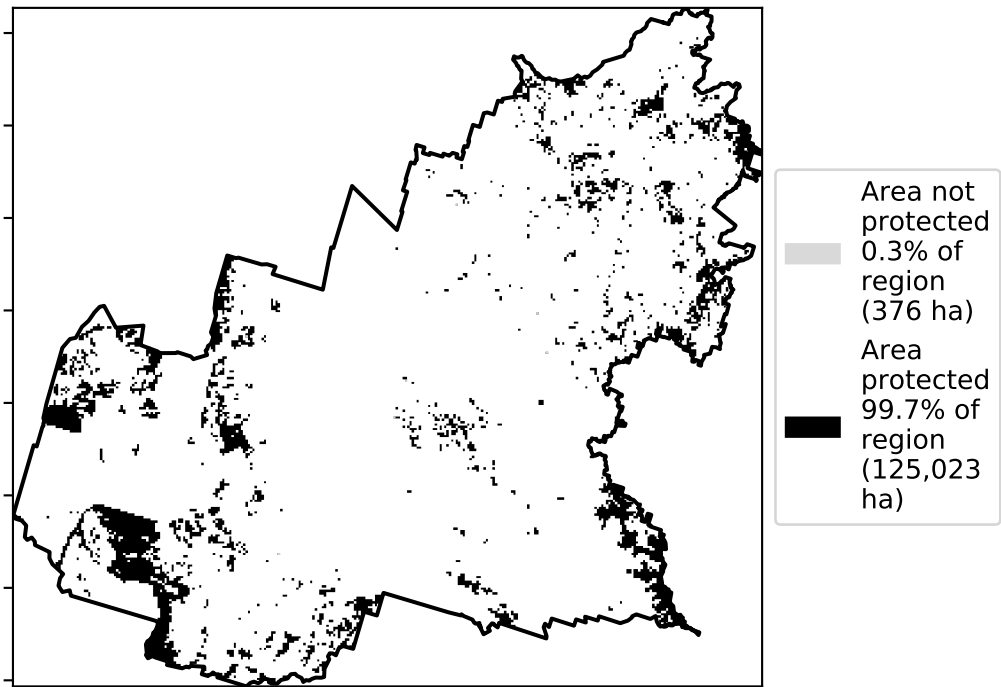 Area not
protected
0.3% of
region
(376 ha)
Area
protected
99.7% of
region
(125,023
ha)